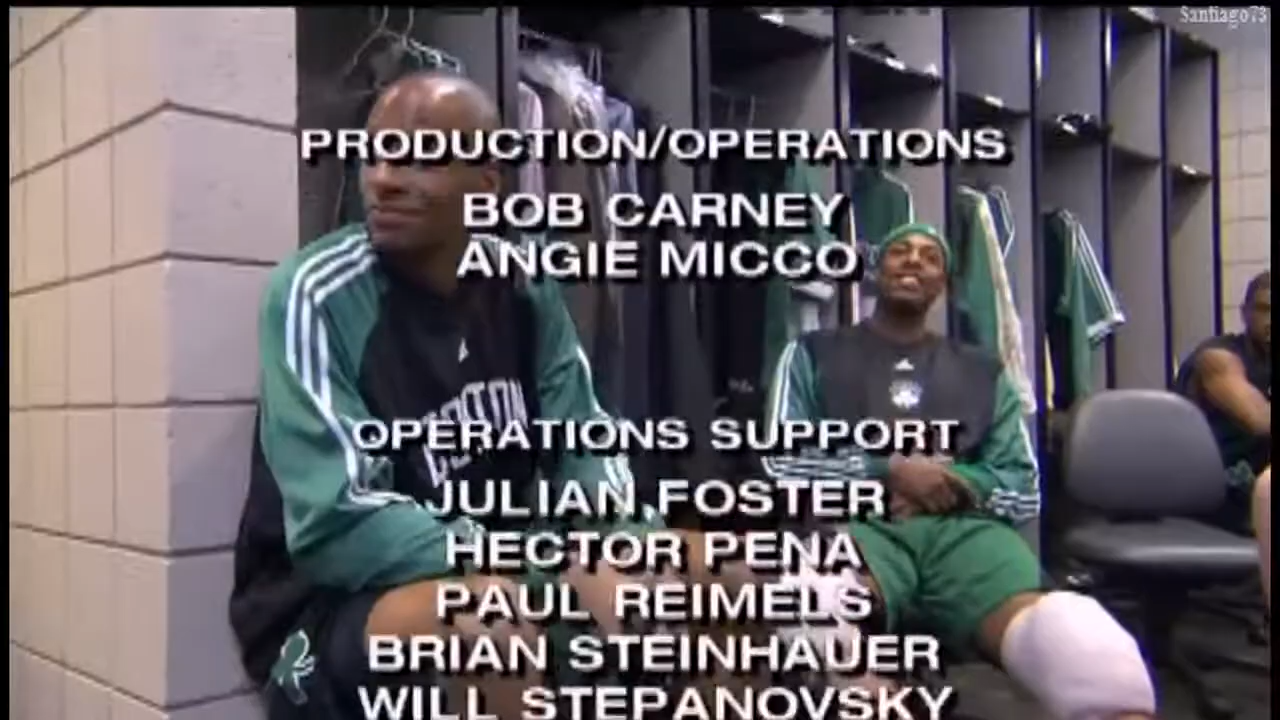 Santiago73
PRODUCTION/OPERATIONS
BOB CARNEY
ANGIE MICCO
BOSTON
OPERATIONS SUPPORT
JULIAN FOSTER
HECTOR PENA
PAUL REIMELS
BRIAN STEINHAUER
WILL STEPANOVSKY